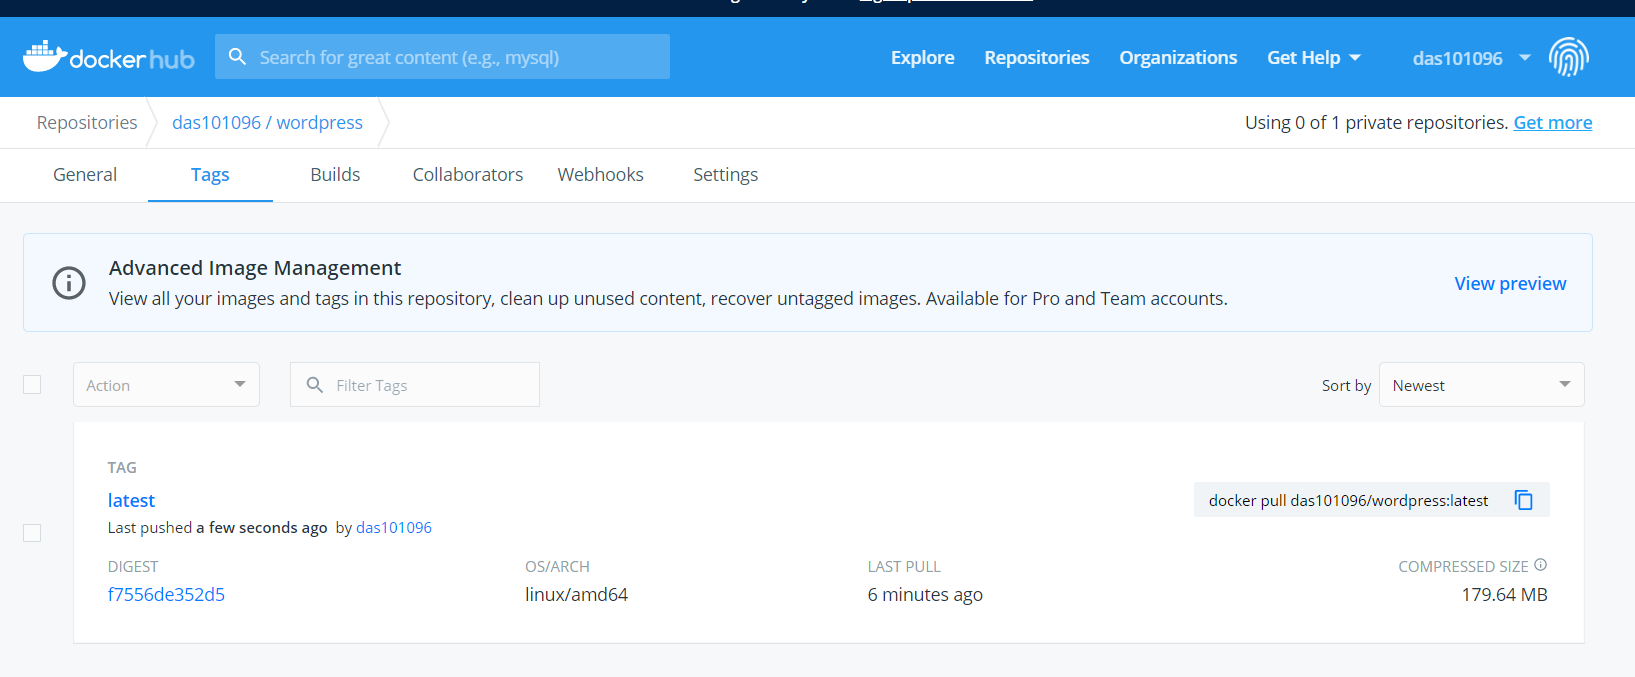 docker hub
Search for great content (e.g., mysql)
Explore
Repositories
Organizations
Get Help
das101096
Repositories
das101096 / wordpress
Using 0 of 1 private repositories. Get more
General
Tags
Builds
Collaborators
Webhooks
Settings
Advanced Image Management
View all your images and tags in this repository, clean up unused content, recover untagged images. Available for Pro and Team accounts.
View preview
Action
Filter Tags
Sort by
Newest
TAG
latest
docker pull das101096/wordpress:latest
Last pushed a few seconds ago by das101096
DIGEST
OS/ARCH
LAST PULL
COMPRESSED SIZE
f7556de352d5
linux/amd64
6 minutes ago
179.64 MB